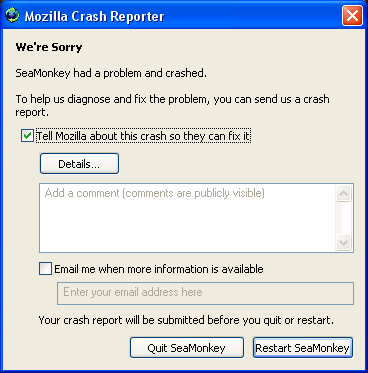 Mozilla Crash Reporter
We're Sorry
SeaMonkey had a problem and crashed.
To help us diagnose and fix the problem, you can send us a crash
report.
Tell Mozilla about this crash so they can fix it
Details...
Add a comment (comments are publicly visible)
Email me when more information is available
Enter your email address here
Your crash report will be submitted before you quit or restart.
Quit SeaMonkey
Restart SeaMonkey